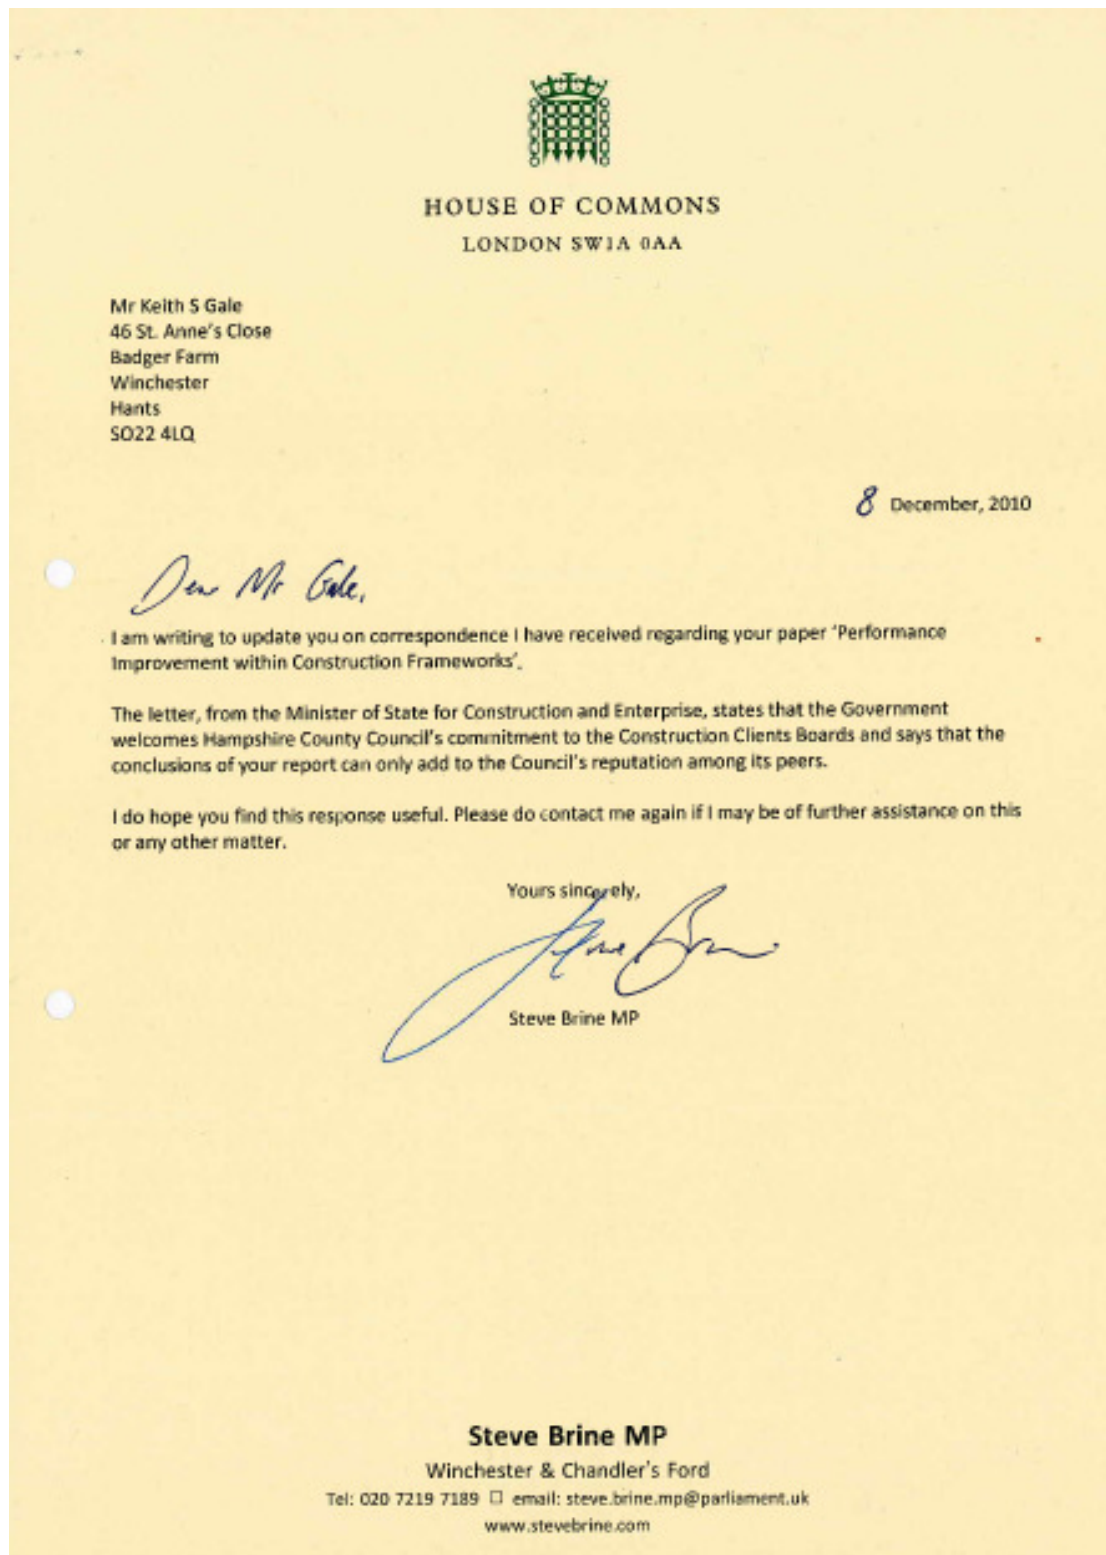 HOUSE OF COMMONS
LONDON SW1A 0AA
Mr Keith S Gale
46 St. Anne's Close
Badger Farm
Winchester
Hants
SO22 4LQ
8 December, 2010
Dear Mr Gale,
I am writing to update you on correspondence I have received regarding your paper 'Performance
Improvement within Construction Frameworks'.
The letter, from the Minister of State for Construction and Enterprise, states that the Government
welcomes Hampshire County Council's commitment to the Construction Clients Boards and says that the
conclusions of your report can only add to the Council's reputation among its peers.
I do hope you find this response useful. Please do contact me again if I may be of further assistance on this
or any other matter.
Yours sincerely,
Steve Brine
Steve Brine MP
Steve Brine MP
Winchester & Chandler's Ford
Tel: 020 7219 7189 □ email: steve.brine.mp@parliament.uk
www.stevebrine.com